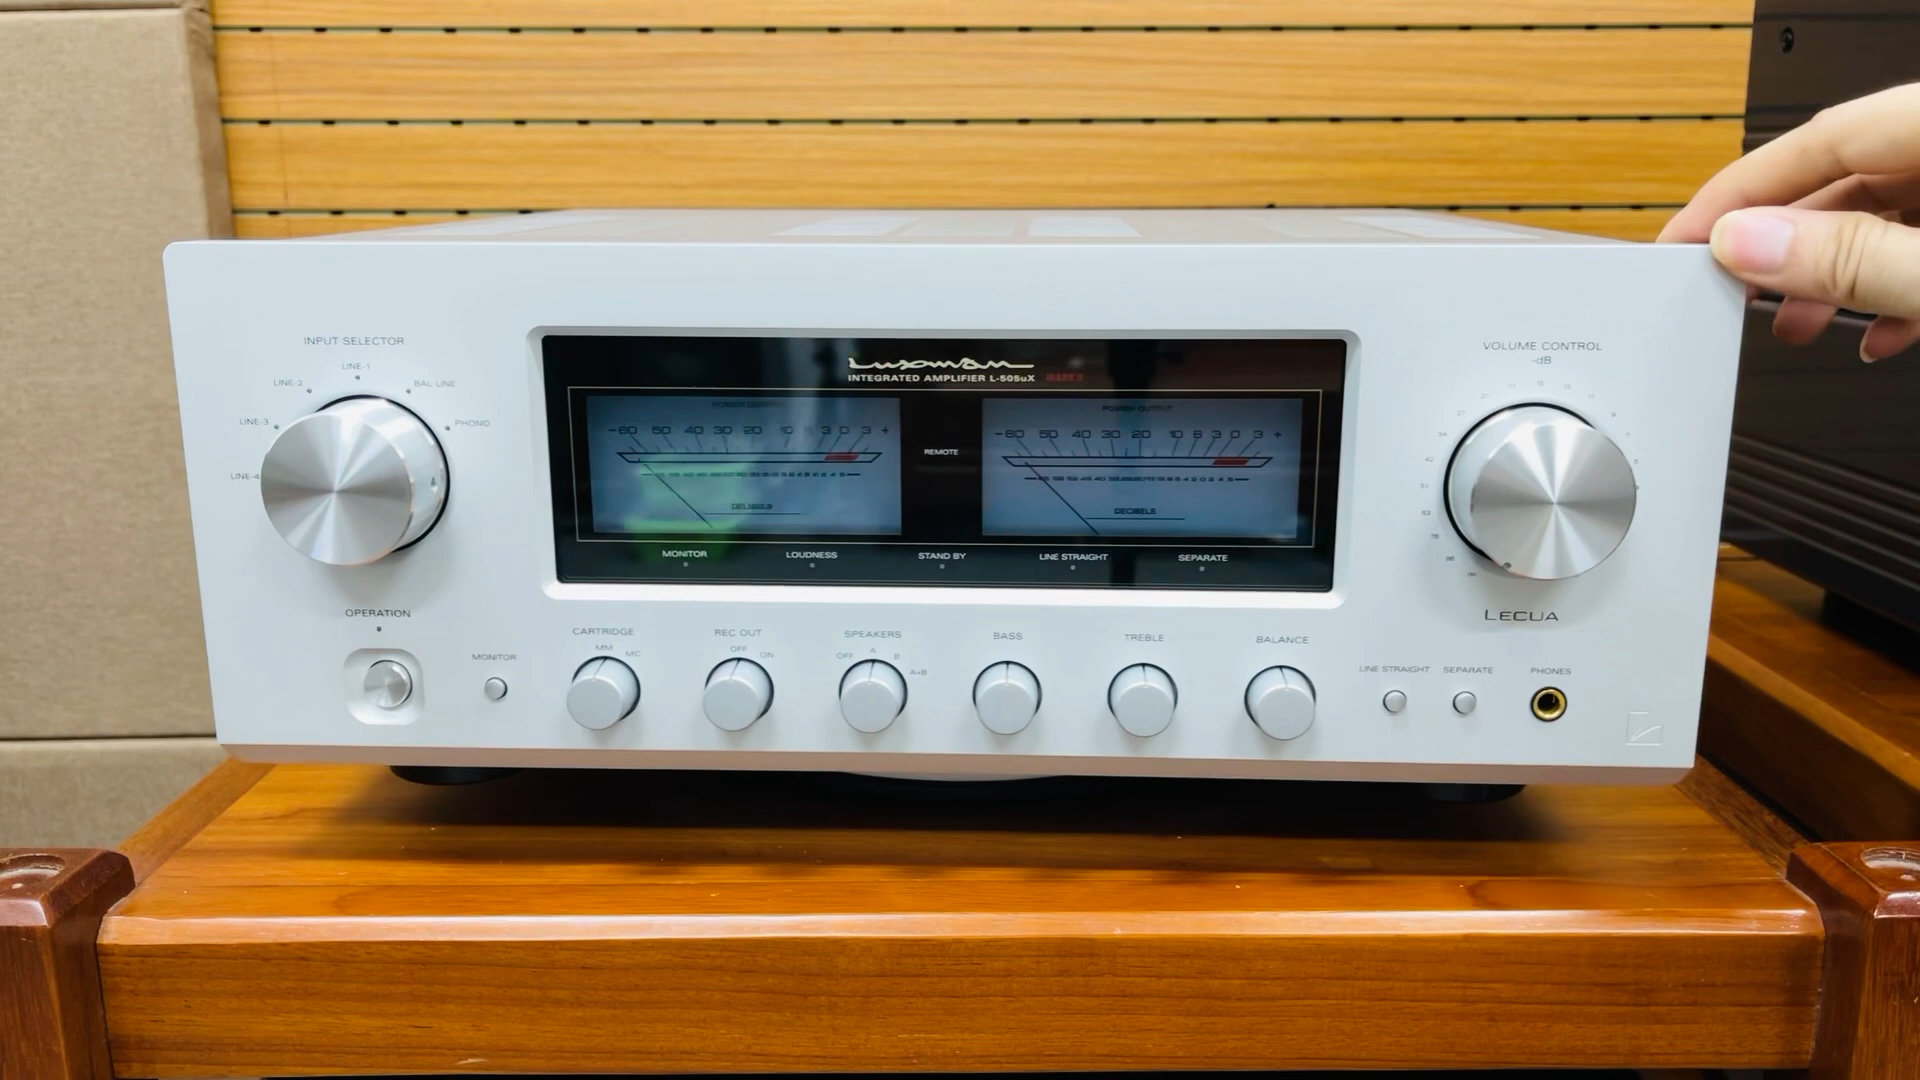 Luxman
INTEGRATED AMPLIFIER L-505uX MARK II
INPUT SELECTOR
LINE-1
LINE-2
BAL LINE
LINE-3
PHONO
LINE-4
VOLUME CONTROL
-dB
POWER OUTPUT
-60 50 40 30 20 10 6 3 0 3 +
DECIBELS
REMOTE
POWER OUTPUT
-60 50 40 30 20 10 6 3 0 3 +
DECIBELS
MONITOR LOUDNESS STAND BY LINE STRAIGHT SEPARATE
LECUA
OPERATION
MONITOR
CARTRIDGE
MM MC
REC OUT
OFF ON
SPEAKERS
OFF A B A+B
BASS
TREBLE
BALANCE
LINE STRAIGHT
SEPARATE
PHONES